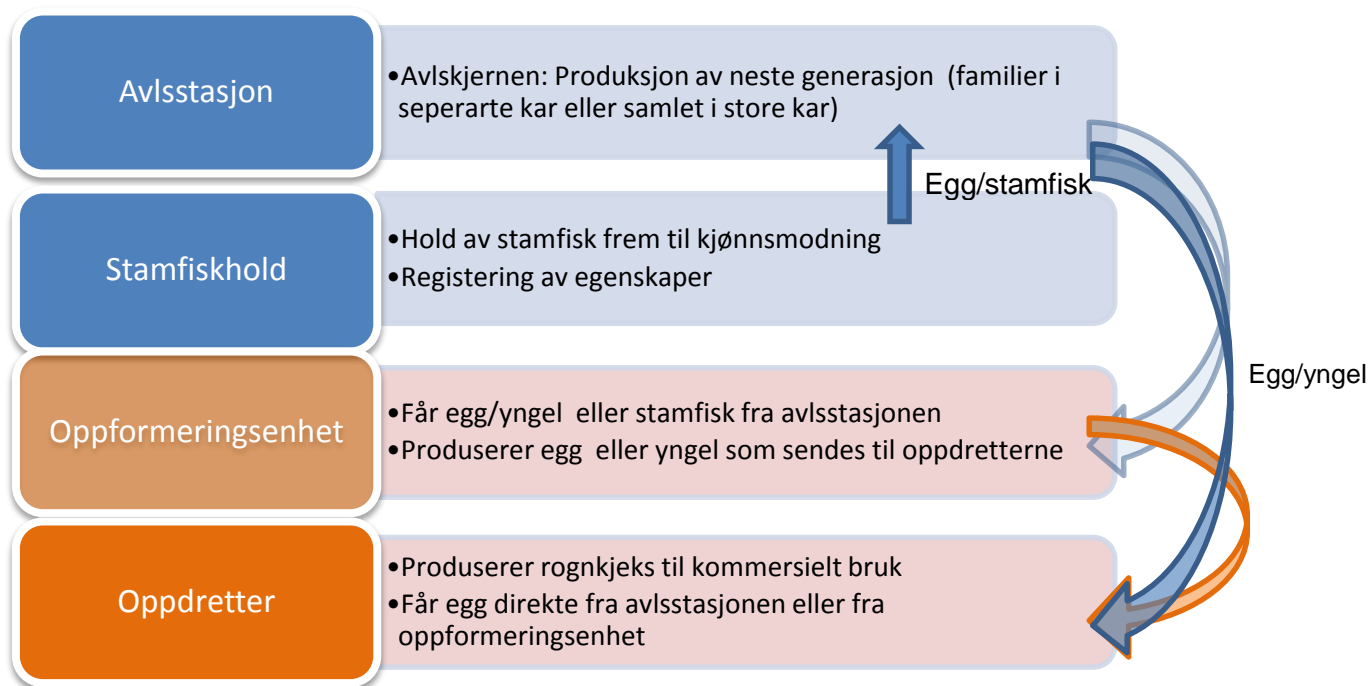 Avlsstasjon
•Avlskjernen: Produksjon av neste generasjon (familier i
seperarte kar eller samlet i store kar)
Egg/stamfisk
Stamfiskhold
•Hold av stamfisk frem til kjønnsmodning
•Registering av egenskaper
Egg/yngel
Oppformeringsenhet
•Får egg/yngel eller stamfisk fra avlsstasjonen
•Produserer egg eller yngel som sendes til oppdretterne
Oppdretter
•Produserer rognkjeks til kommersielt bruk
•Får egg direkte fra avlsstasjonen eller fra
oppformeringsenhet